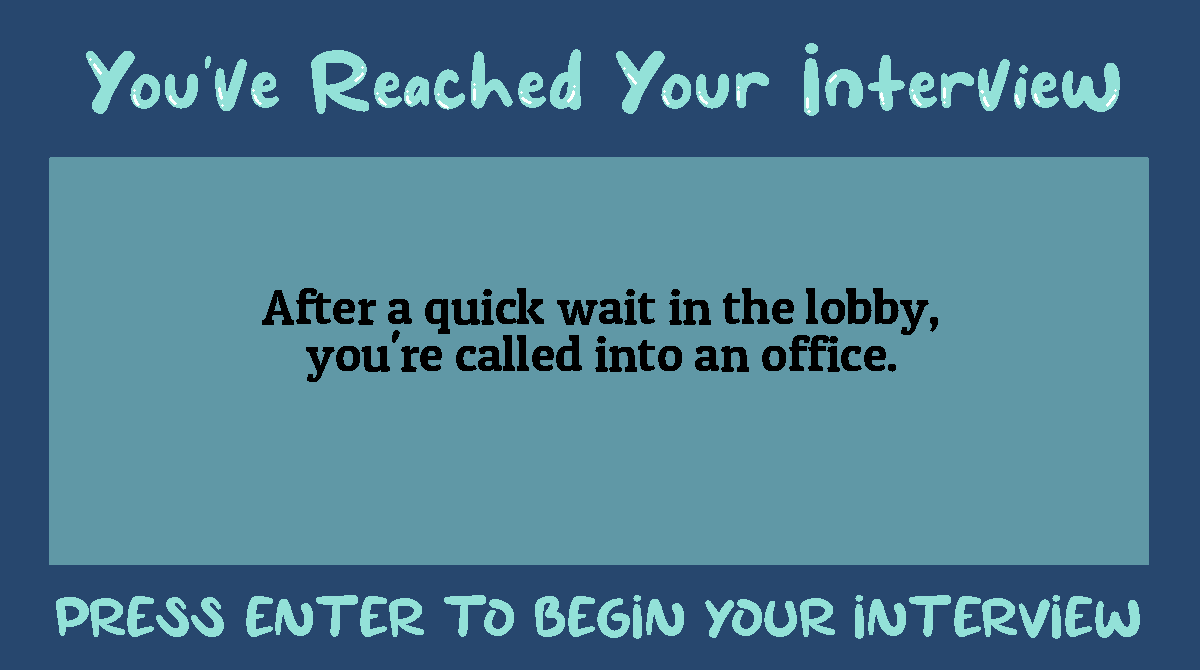 You've Reached Your Interview
After a quick wait in the lobby,
you're called into an office.
PRESS ENTER TO BEGIN YOUR INTERVIEW